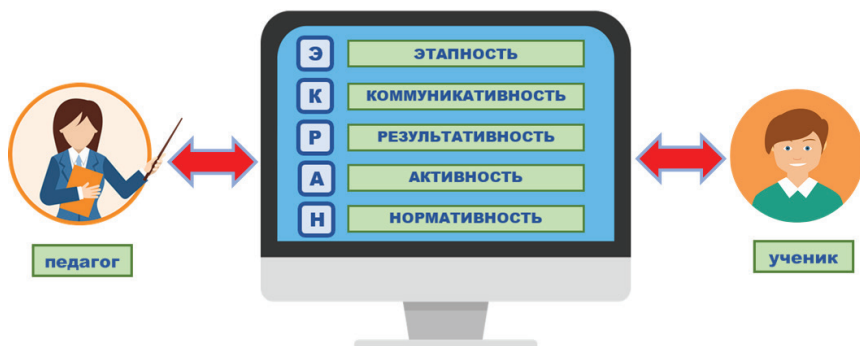 Э ЭТАПНОСТЬ
К КОММУНИКАТИВНОСТЬ
Р РЕЗУЛЬТАТИВНОСТЬ
А АКТИВНОСТЬ
Н НОРМАТИВНОСТЬ
педагог
ученик